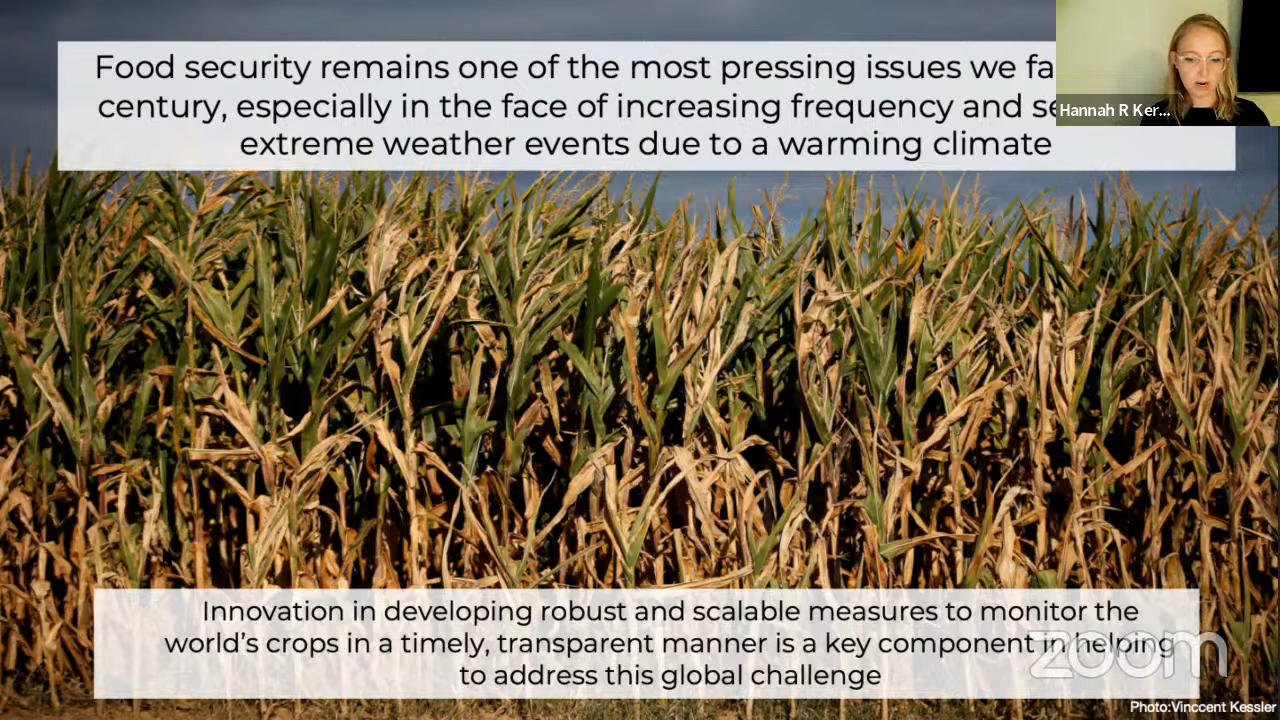 Food security remains one of the most pressing issues we fa
century, especially in the face of increasing frequency and se
extreme weather events due to a warming climate
Hannah R Ker...
Innovation in developing robust and scalable measures to monitor the
world's crops in a timely, transparent manner is a key component in helping
to address this global challenge
zoom
Photo:Vinccent Kessler